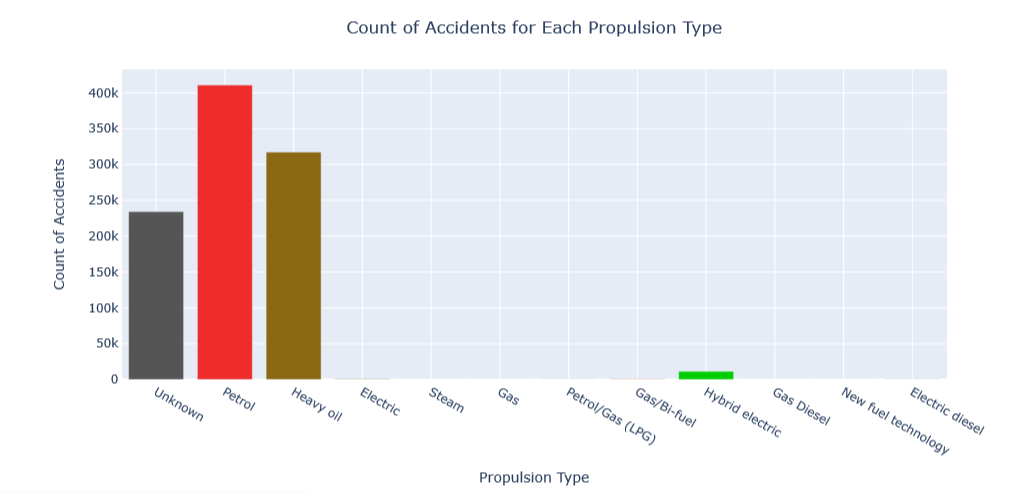 Count of Accidents for Each Propulsion Type
Count of Accidents
400k
350k
300k
250k
200k
150k
100k
50k
0
Unknown
Petrol
Heavy oil
Electric
Steam
Gas
Petrol/Gas (LPG)
Gas/Bi-fuel
Hybrid electric
Gas Diesel
New fuel technology
Electric diesel
Propulsion Type